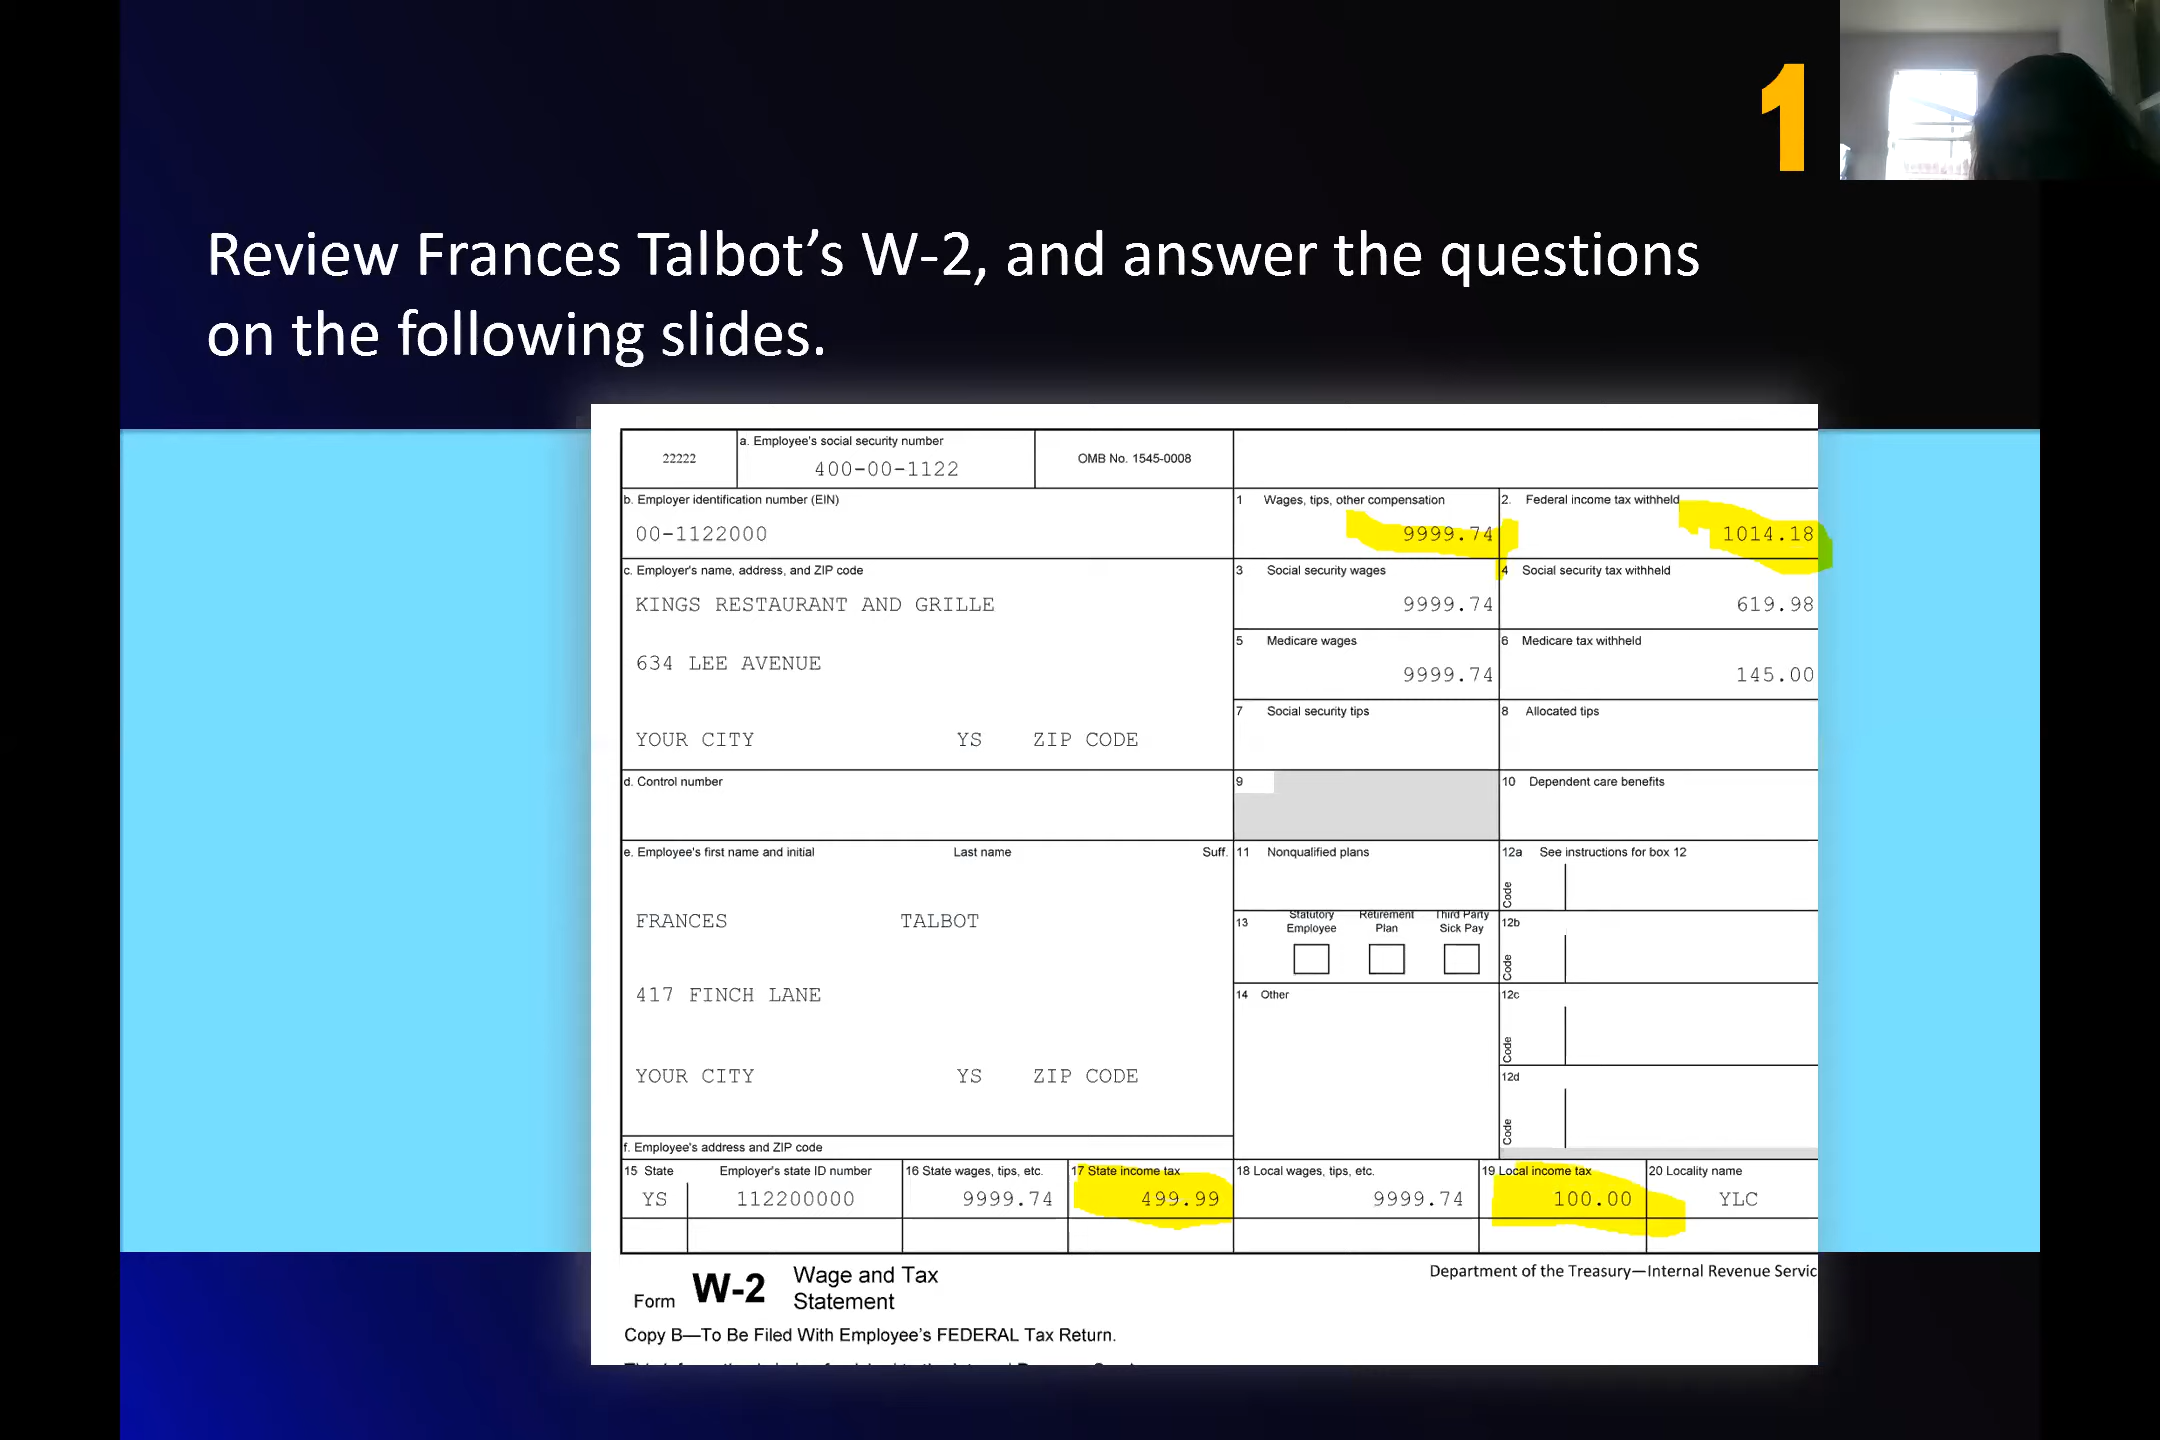 1
Review Frances Talbot’s W-2, and answer the questions
on the following slides.
22222
a. Employee's social security number
400-00-1122
OMB No. 1545-0008
b. Employer identification number (EIN)
00-1122000
1 Wages, tips, other compensation
9999.74
2. Federal income tax withheld
1014.18
c. Employer's name, address, and ZIP code
KINGS RESTAURANT AND GRILLE
634 LEE AVENUE
YOUR CITY YS ZIP CODE
3 Social security wages
9999.74
4 Social security tax withheld
619.98
5 Medicare wages
9999.74
6 Medicare tax withheld
145.00
7 Social security tips
8 Allocated tips
d. Control number
9
10 Dependent care benefits
e. Employee's first name and initial Last name Suff.
FRANCES TALBOT
417 FINCH LANE
YOUR CITY YS ZIP CODE
f. Employee's address and ZIP code
11 Nonqualified plans
12a See instructions for box 12
Code
13 Statutory Employee Retirement Plan Third Party Sick Pay
12b
Code
14 Other
12c
Code
12d
Code
15 State Employer's state ID number
YS 112200000
16 State wages, tips, etc.
9999.74
17 State income tax
499.99
18 Local wages, tips, etc.
9999.74
19 Local income tax
100.00
20 Locality name
YLC
Form W-2 Wage and Tax
Statement
Department of the Treasury—Internal Revenue Servic
Copy B—To Be Filed With Employee’s FEDERAL Tax Return.